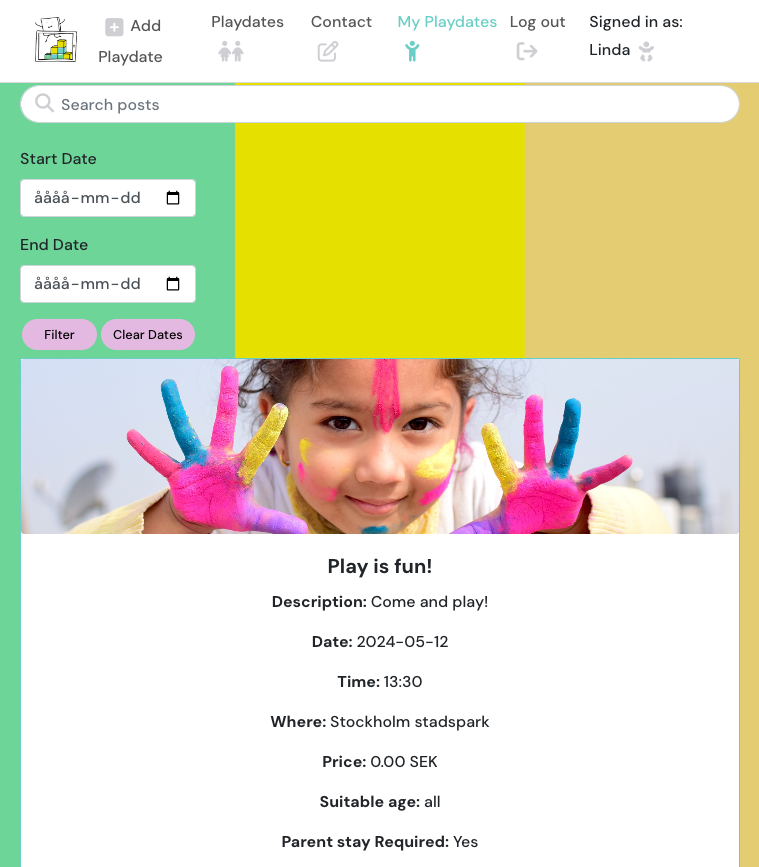 Add
Playdate
Playdates
Contact
My Playdates
Log out
Signed in as:
Linda
Search posts
Start Date
åååå-mm-dd
End Date
åååå-mm-dd
Filter
Clear Dates
Play is fun!
Description: Come and play!
Date: 2024-05-12
Time: 13:30
Where: Stockholm stadspark
Price: 0.00 SEK
Suitable age: all
Parent stay Required: Yes